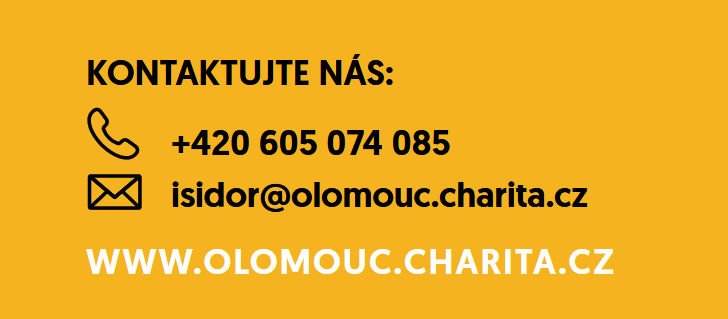 KONTAKTUJTE NÁS:
+420 605 074 085
isidor@olomouc.charita.cz
WWW.OLOMOUC.CHARITA.CZ